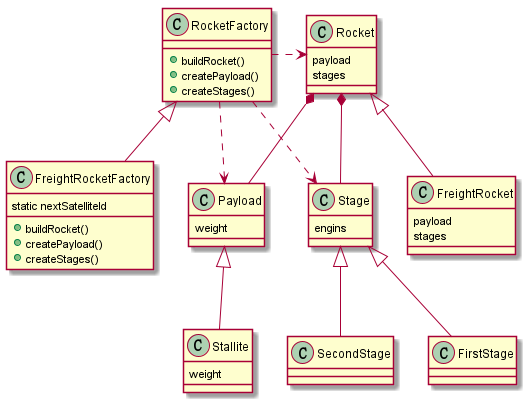 C RocketFactory
buildRocket()
createPayload()
createStages()
C Rocket
payload
stages
C FreightRocketFactory
static nextSatelliteId
buildRocket()
createPayload()
createStages()
C Payload
weight
C Stage
engins
C FreightRocket
payload
stages
C Stallite
weight
C SecondStage
C FirstStage